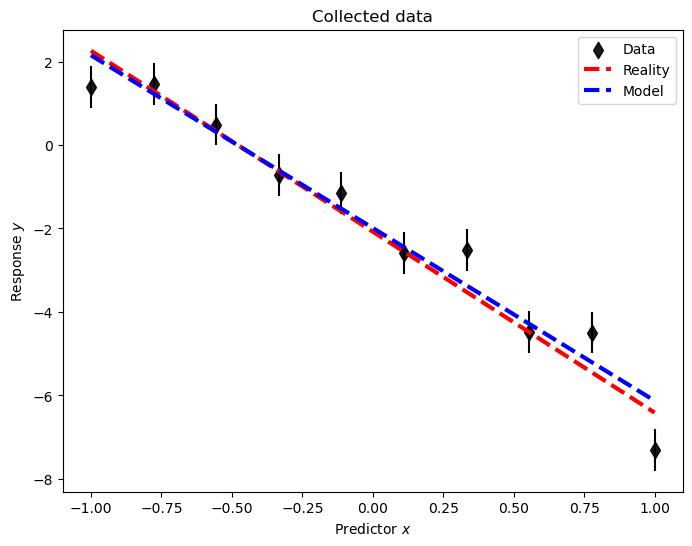 Collected data
Data
Reality
Model
Response y
2
0
−2
−4
−6
−8
−1.00 −0.75 −0.50 −0.25 0.00 0.25 0.50 0.75 1.00
Predictor x